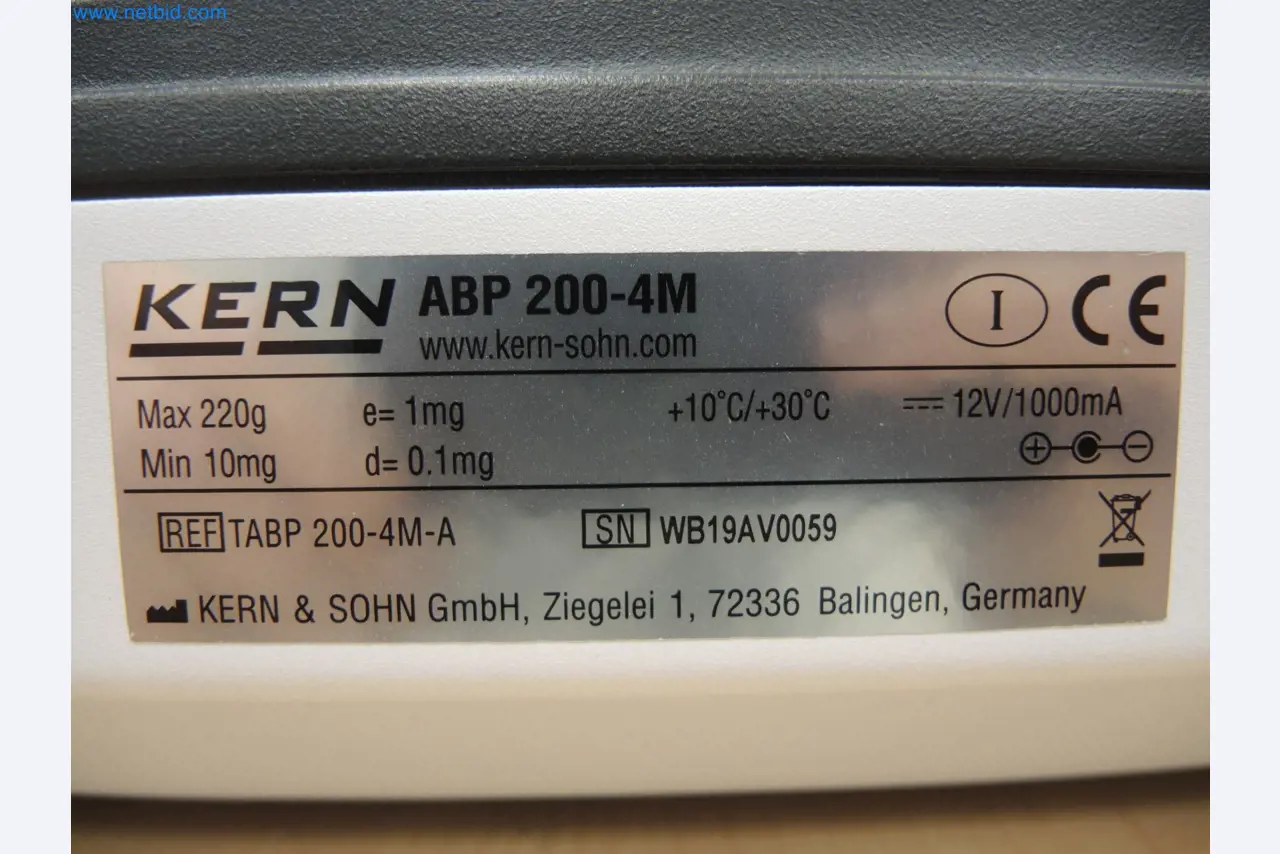 www.netbid.com
KERN ABP 200-4M
www.kern-sohn.com
I CE
Max 220g e= 1mg +10°C/+30°C 12V/1000mA
Min 10mg d= 0.1mg
REF TABP 200-4M-A SN WB19AV0059
KERN & SOHN GmbH, Ziegelei 1, 72336 Balingen, Germany